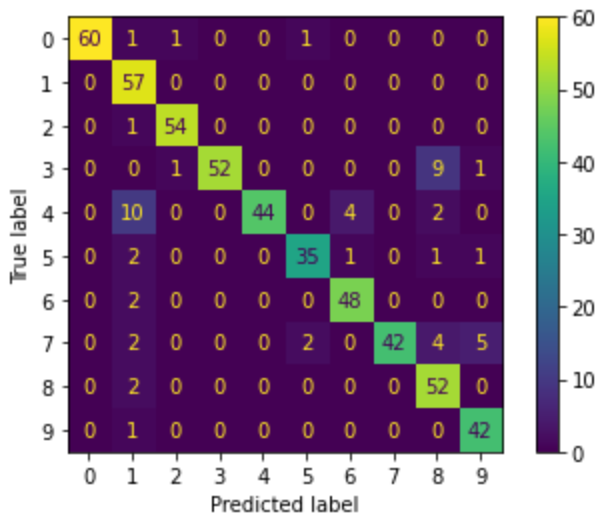 0 60 1 1 0 0 1 0 0 0 0
1 0 57 0 0 0 0 0 0 0 0
2 0 1 54 0 0 0 0 0 0 0
3 0 0 1 52 0 0 0 0 9 1
4 0 10 0 0 44 0 4 0 2 0
5 0 2 0 0 0 35 1 0 1 1
6 0 2 0 0 0 0 48 0 0 0
7 0 2 0 0 0 2 0 42 4 5
8 0 2 0 0 0 0 0 0 52 0
9 0 1 0 0 0 0 0 0 0 42
0 1 2 3 4 5 6 7 8 9
Predicted label
True label
60
50
40
30
20
10
0